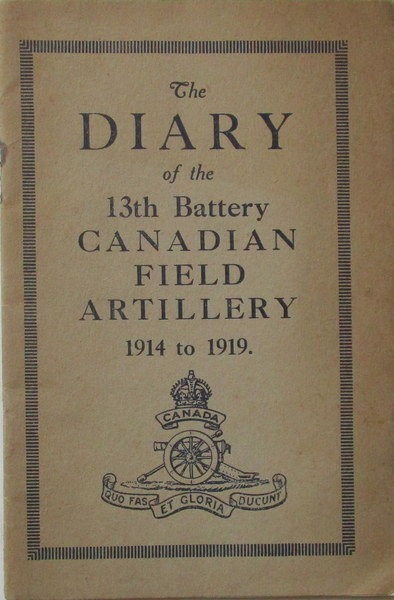 The
DIARY
of the
13th Battery
CANADIAN
FIELD
ARTILLERY
1914 to 1919.
CANADA
QUO FAS ET GLORIA DUCUNT